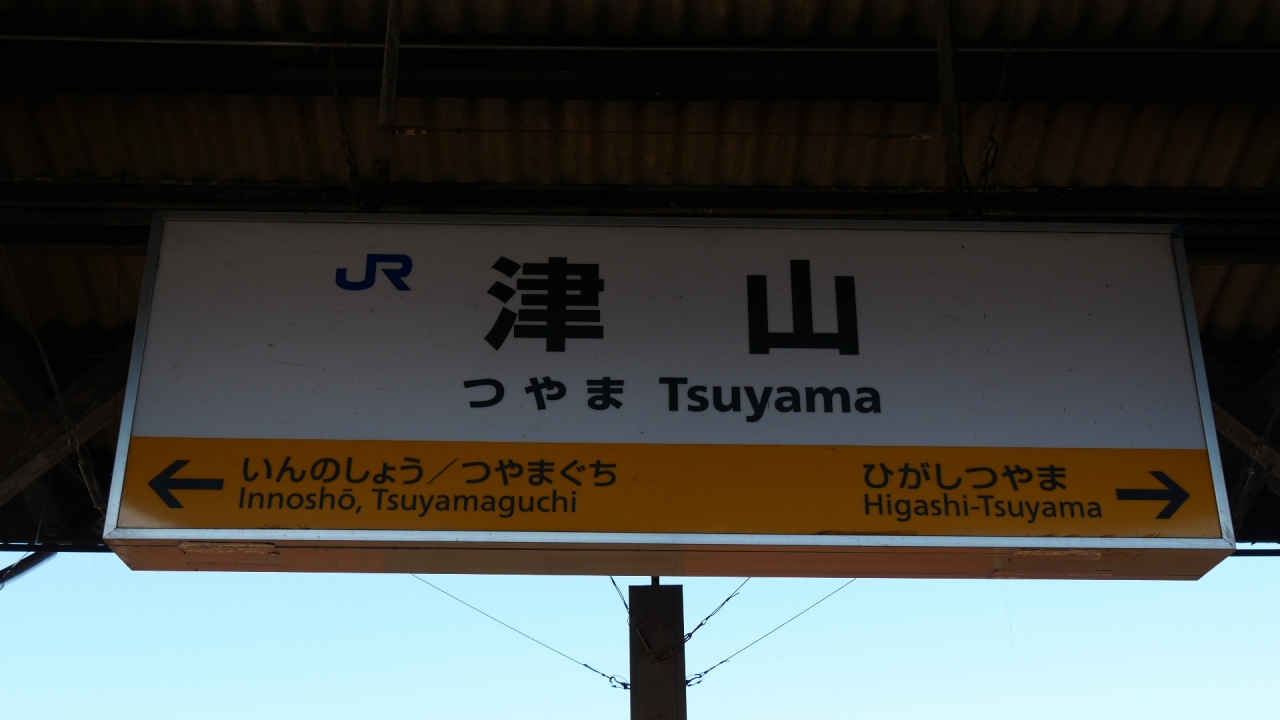 JR 津山
つやま Tsuyama
← いんのしょう／つやまぐち
Innoshō, Tsuyamaguchi
ひがしつやま →
Higashi-Tsuyama